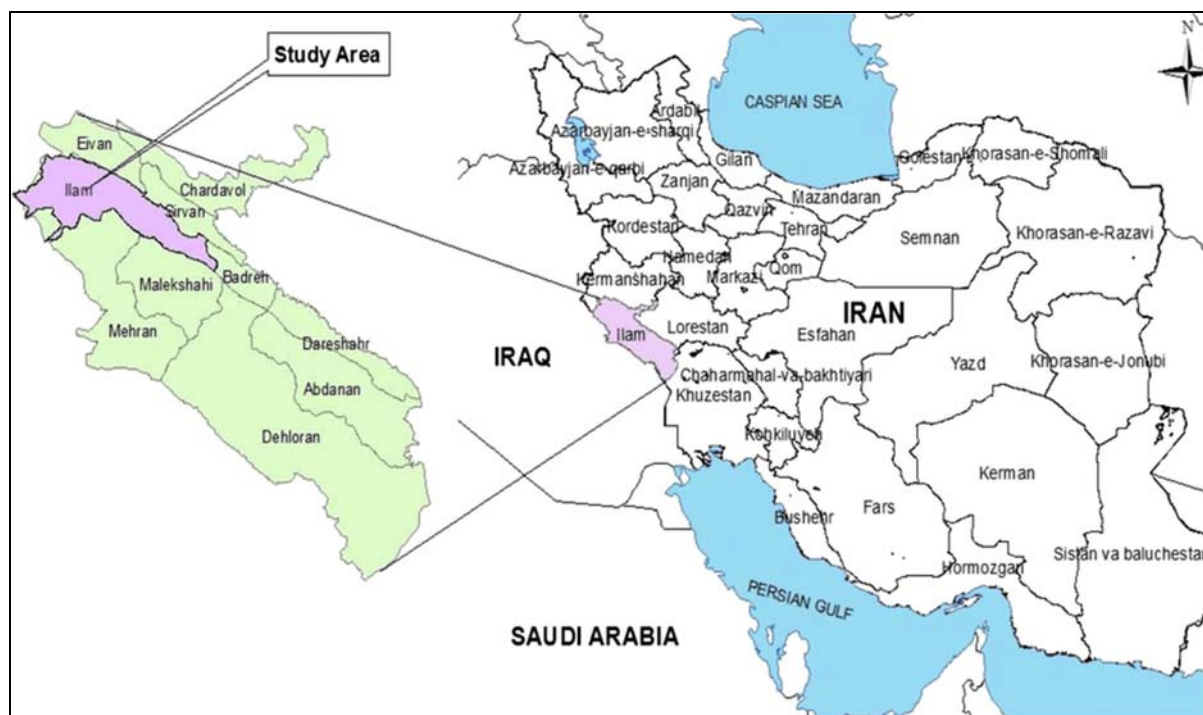 Study Area
Eivan
Ilam
Chardavol
Sirvan
Badreh
Malekshahi
Mehran
Dareshahr
Abdanan
Dehloran
N
CASPIAN SEA
Ardabil
Azarbayjan-e-sharqi
Azarbayjan-e-qarbi
Gilan
Golestan
Khorasan-e-Shomali
Zanjan
Mazandaran
Qazvin
Tehran
Kordestan
Semnan
Khorasan-e-Razavi
Hamedan
Kermanshahan
Markazi
Qom
IRAN
Ilam
Lorestan
Esfahan
IRAQ
Yazd
Khorasan-e-Jonubi
Chaharmahal-va-bakhtiyari
Khuzestan
Kohkiluyeh
Kerman
Bushehr
Fars
Sistan va baluchestan
Hormozgan
PERSIAN GULF
SAUDI ARABIA